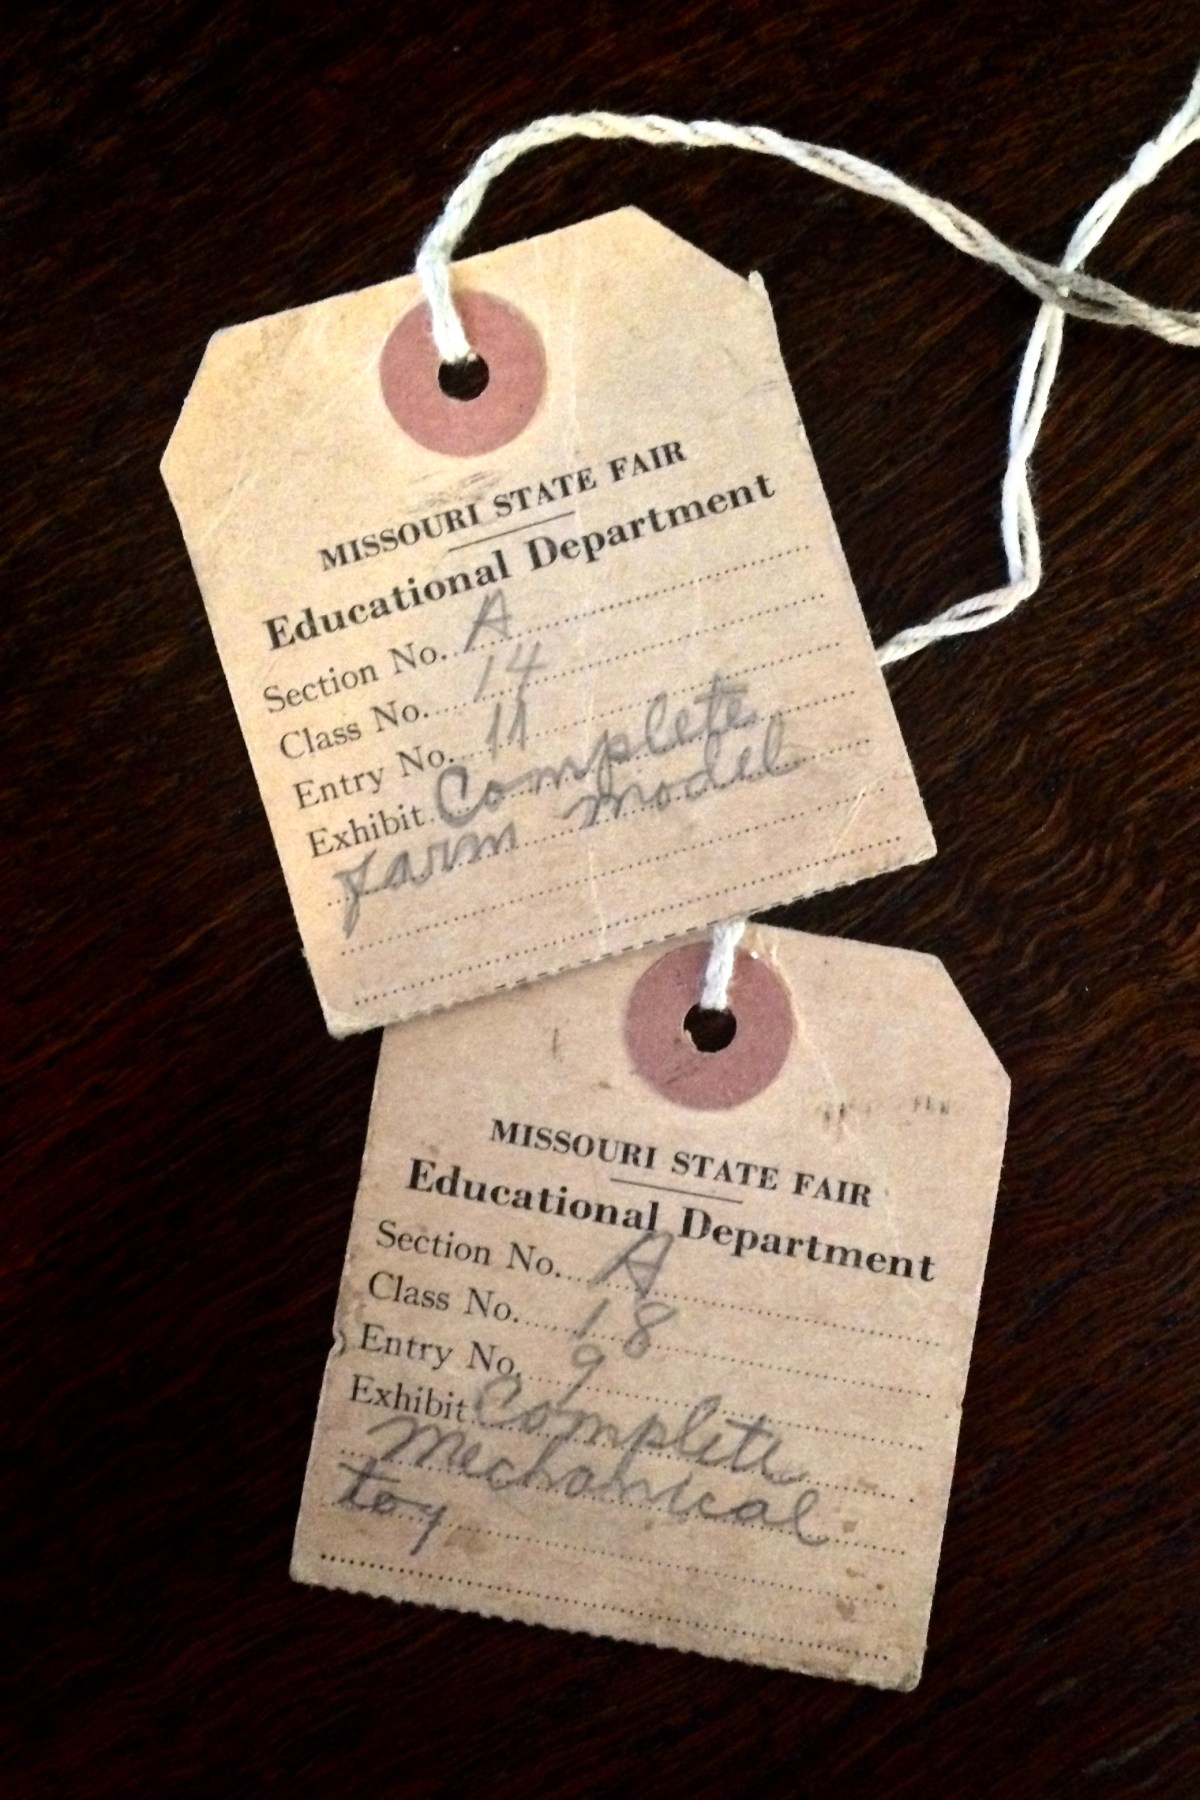 MISSOURI STATE FAIR
Educational Department
Section No. A
Class No. 14
Entry No. 11
Exhibit Complete
farm model
MISSOURI STATE FAIR
Educational Department
Section No. A
Class No. 18
Entry No. 9
Exhibit Complete
Mechanical
toy